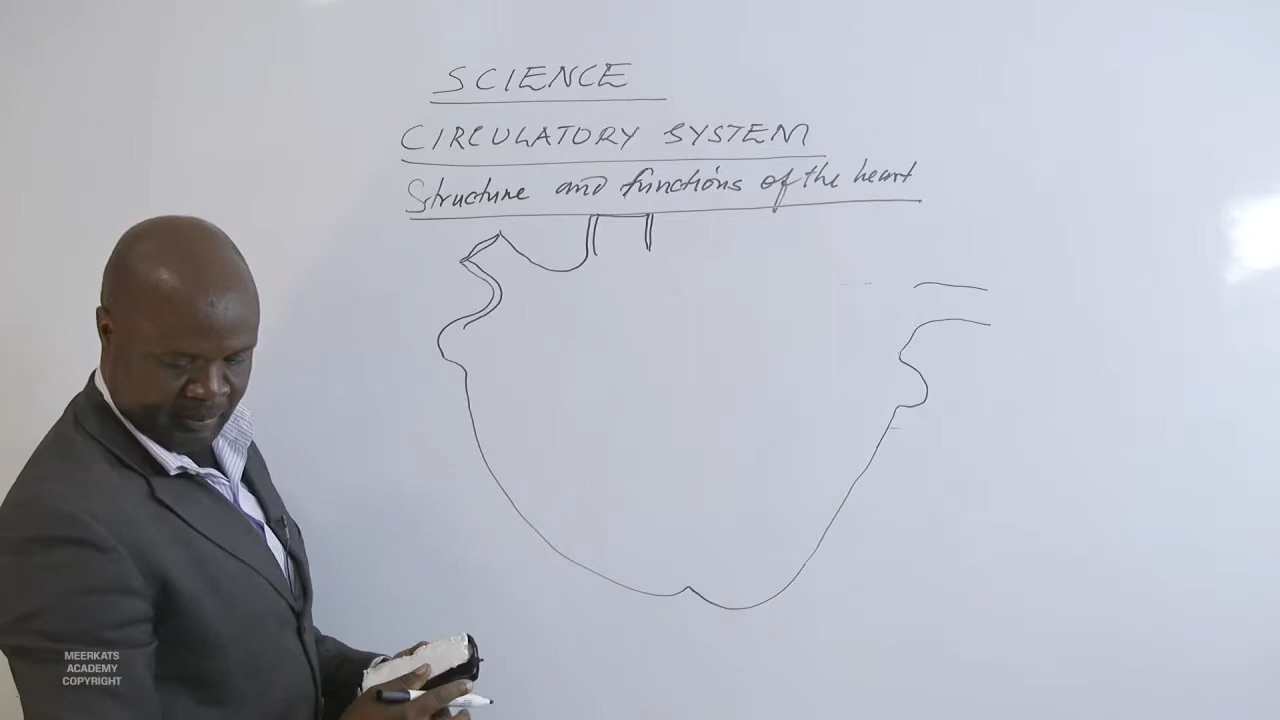 SCIENCE
CIRCULATORY SYSTEM
Structure and functions of the heart
MEERKATS
ACADEMY
COPYRIGHT